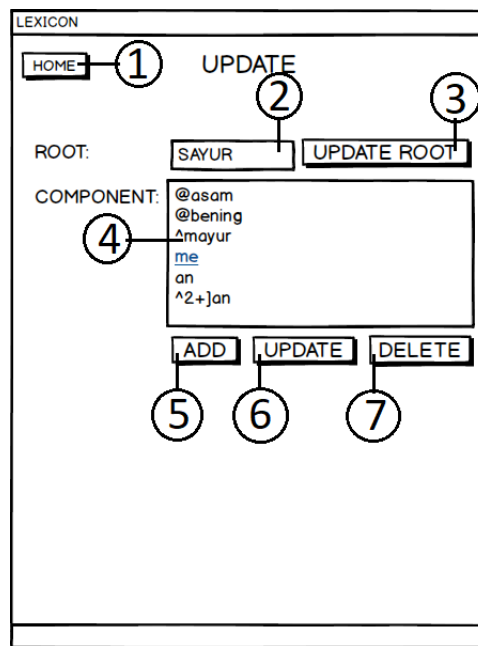 LEXICON
HOME 1 UPDATE
2 3
ROOT: SAYUR UPDATE ROOT
COMPONENT: @asam
@bening
4 ^mayur
me
an
^2+]an
ADD UPDATE DELETE
5 6 7